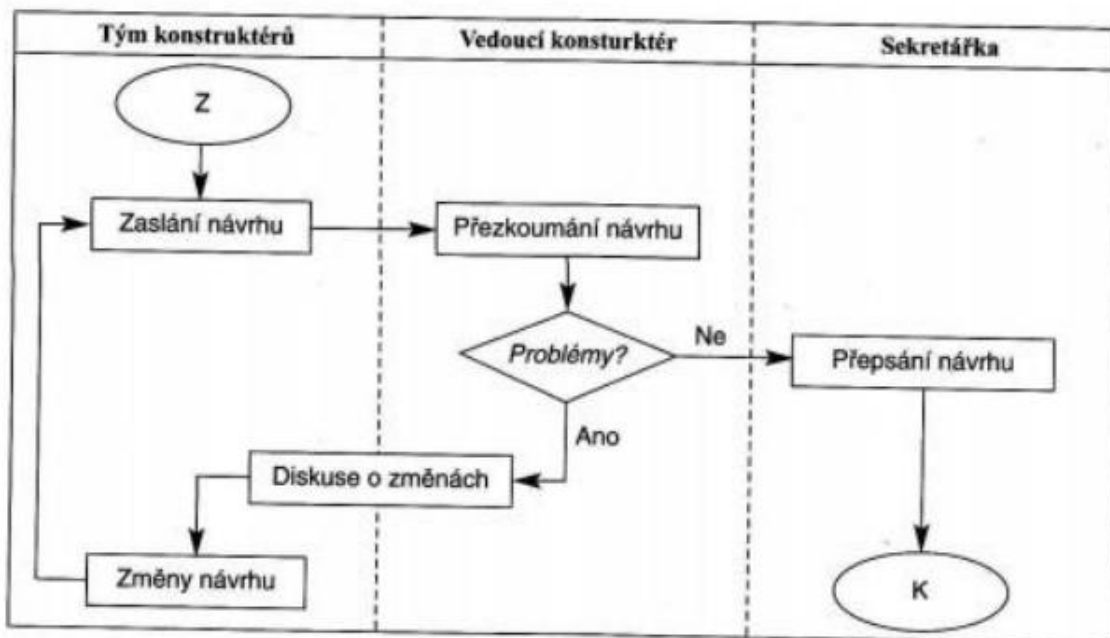 Tým konstruktérů
Vedoucí konsturktér
Sekretářka
Z
Zaslání návrhu
Přezkoumání návrhu
Problémy?
Ne
Přepsání návrhu
Ano
Diskuse o změnách
Změny návrhu
K